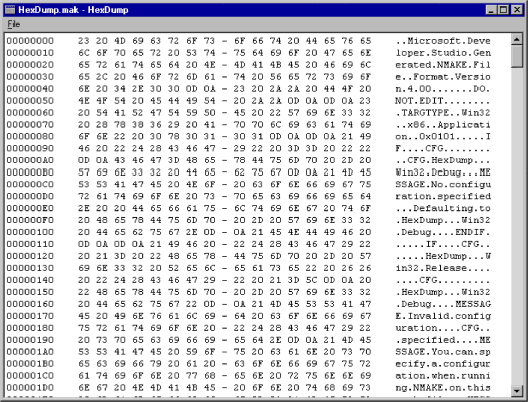 HexDump.mak - HexDump
File
00000000 23 20 4D 69 63 72 6F 73 - 6F 66 74 20 44 65 76 65 ..Microsoft.Deve
00000010 6C 6F 70 65 72 20 53 74 - 75 64 69 6F 20 47 65 6E loper.Studio.Gen
00000020 65 72 61 74 65 64 20 4E - 4D 41 4B 45 20 46 69 6C erated.NMAKE.Fil
00000030 65 2C 20 46 6F 72 6D 61 - 74 20 56 65 72 73 69 6F e..Format.Versio
00000040 6E 20 34 2E 30 30 0D 0A - 23 20 2A 2A 20 44 4F 20 n.4.00.......DO.
00000050 4E 4F 54 20 45 44 49 54 - 20 2A 2A 0D 0A 0D 0A 23 NOT.EDIT........
00000060 20 54 41 52 47 54 59 50 - 45 20 22 57 69 6E 33 32 .TARGTYPE..Win32
00000070 20 28 78 38 36 29 20 41 - 70 70 6C 69 63 61 74 69 ..x86..Applicati
00000080 6F 6E 22 20 30 78 30 31 - 30 31 0D 0A 0D 0A 21 49 on..0x0101.....I
00000090 46 20 22 24 28 43 46 47 - 29 22 20 3D 3D 20 22 22 F....CFG........
000000A0 0D 0A 43 46 47 3D 48 65 - 78 44 75 6D 70 20 2D 20 ..CFG.HexDump...
000000B0 57 69 6E 33 32 20 44 65 - 62 75 67 0D 0A 21 4D 45 Win32.Debug...ME
000000C0 53 53 41 47 45 20 4E 6F - 20 63 6F 6E 66 69 67 75 SSAGE.No.configu
000000D0 72 61 74 69 6F 6E 20 73 - 70 65 63 69 66 69 65 64 ration.specified
000000E0 2E 20 20 44 65 66 61 75 - 6C 74 69 6E 67 20 74 6F ...Defaulting.to
000000F0 20 48 65 78 44 75 6D 70 - 20 2D 20 57 69 6E 33 32 .HexDump...Win32
00000100 20 44 65 62 75 67 2E 0D - 0A 21 45 4E 44 49 46 20 .Debug....ENDIF.
00000110 0D 0A 0D 0A 21 49 46 20 - 22 24 28 43 46 47 29 22 .....IF....CFG..
00000120 20 21 3D 20 22 48 65 78 - 44 75 6D 70 20 2D 20 57 .....HexDump...W
00000130 69 6E 33 32 20 52 65 6C - 65 61 73 65 22 20 26 26 in32.Release....
00000140 20 22 24 28 43 46 47 29 - 22 20 21 3D 5C 0D 0A 20 ....CFG.........
00000150 22 48 65 78 44 75 6D 70 - 20 2D 20 57 69 6E 33 32 .HexDump...Win32
00000160 20 44 65 62 75 67 22 0D - 0A 21 4D 45 53 53 41 47 .Debug....MESSAG
00000170 45 20 49 6E 76 61 6C 69 - 64 20 63 6F 6E 66 69 67 E.Invalid.config
00000180 75 72 61 74 69 6F 6E 20 - 22 24 28 43 46 47 29 22 uration....CFG..
00000190 20 73 70 65 63 69 66 69 - 65 64 2E 0D 0A 21 4D 45 .specified....ME
000001A0 53 53 41 47 45 20 59 6F - 75 20 63 61 6E 20 73 70 SSAGE.You.can.sp
000001B0 65 63 69 66 79 20 61 20 - 63 6F 6E 66 69 67 75 72 ecify.a.configur
000001C0 61 74 69 6F 6E 20 77 68 - 65 6E 20 72 75 6E 6E 69 ation.when.runni
000001D0 6E 67 20 4E 4D 41 4B 45 - 20 6F 6E 20 74 68 69 73 ng.NMAKE.on.this